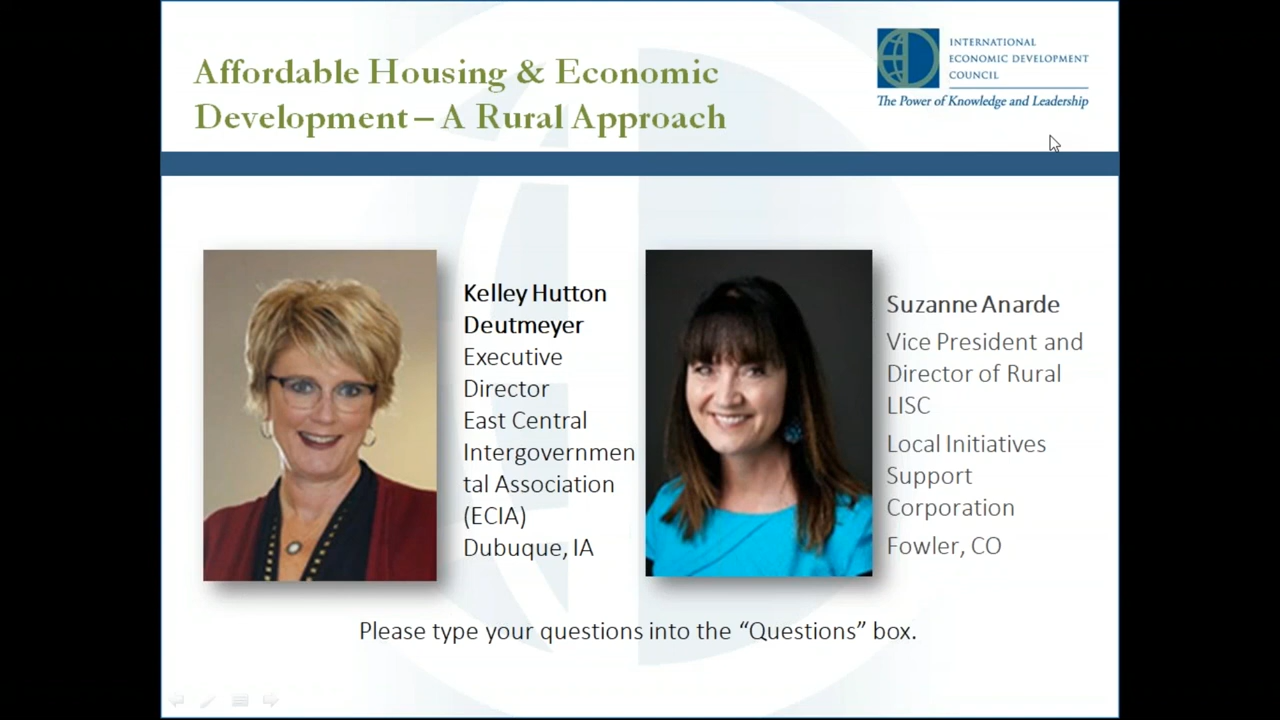 Affordable Housing & Economic
Development – A Rural Approach
INTERNATIONAL
ECONOMIC DEVELOPMENT
COUNCIL
The Power of Knowledge and Leadership
Kelley Hutton
Deutmeyer
Executive
Director
East Central
Intergovernmen
tal Association
(ECIA)
Dubuque, IA
Suzanne Anarde
Vice President and
Director of Rural
LISC
Local Initiatives
Support
Corporation
Fowler, CO
Please type your questions into the “Questions” box.